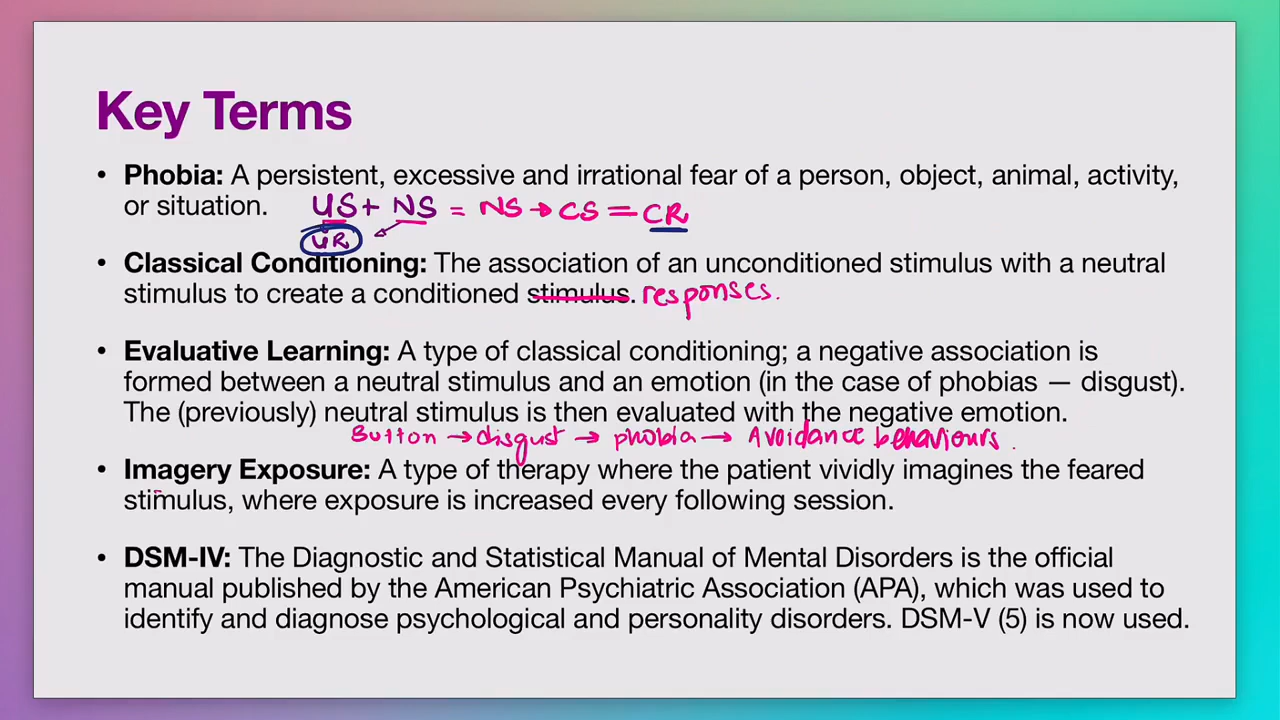 Key Terms
• Phobia: A persistent, excessive and irrational fear of a person, object, animal, activity,
or situation.
US + NS = NS → CS = CR
UR
• Classical Conditioning: The association of an unconditioned stimulus with a neutral
stimulus to create a conditioned stimulus. responses.
• Evaluative Learning: A type of classical conditioning; a negative association is
formed between a neutral stimulus and an emotion (in the case of phobias — disgust).
The (previously) neutral stimulus is then evaluated with the negative emotion.
Button → disgust → phobia → Avoidance behaviours.
• Imagery Exposure: A type of therapy where the patient vividly imagines the feared
stimulus, where exposure is increased every following session.
• DSM-IV: The Diagnostic and Statistical Manual of Mental Disorders is the official
manual published by the American Psychiatric Association (APA), which was used to
identify and diagnose psychological and personality disorders. DSM-V (5) is now used.